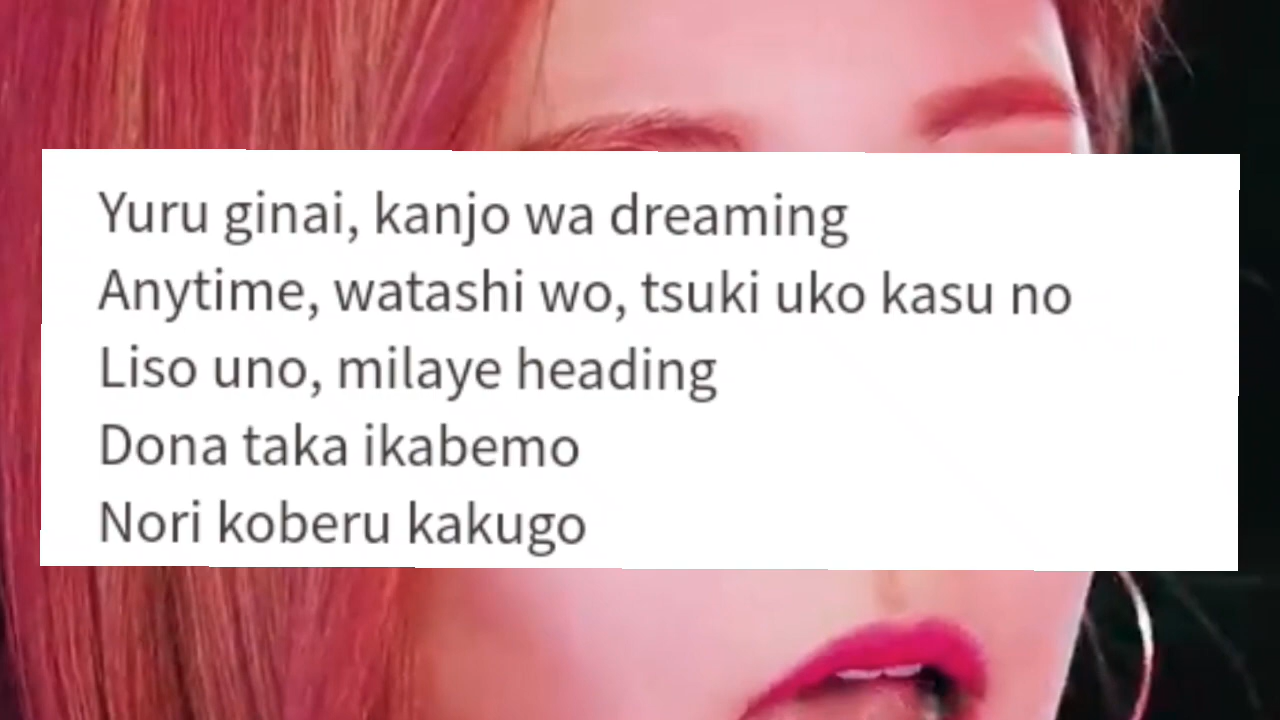 Yuru ginai, kanjo wa dreaming
Anytime, watashi wo, tsuki uko kasu no
Liso uno, milaye heading
Dona taka ikabemo
Nori koberu kakugo